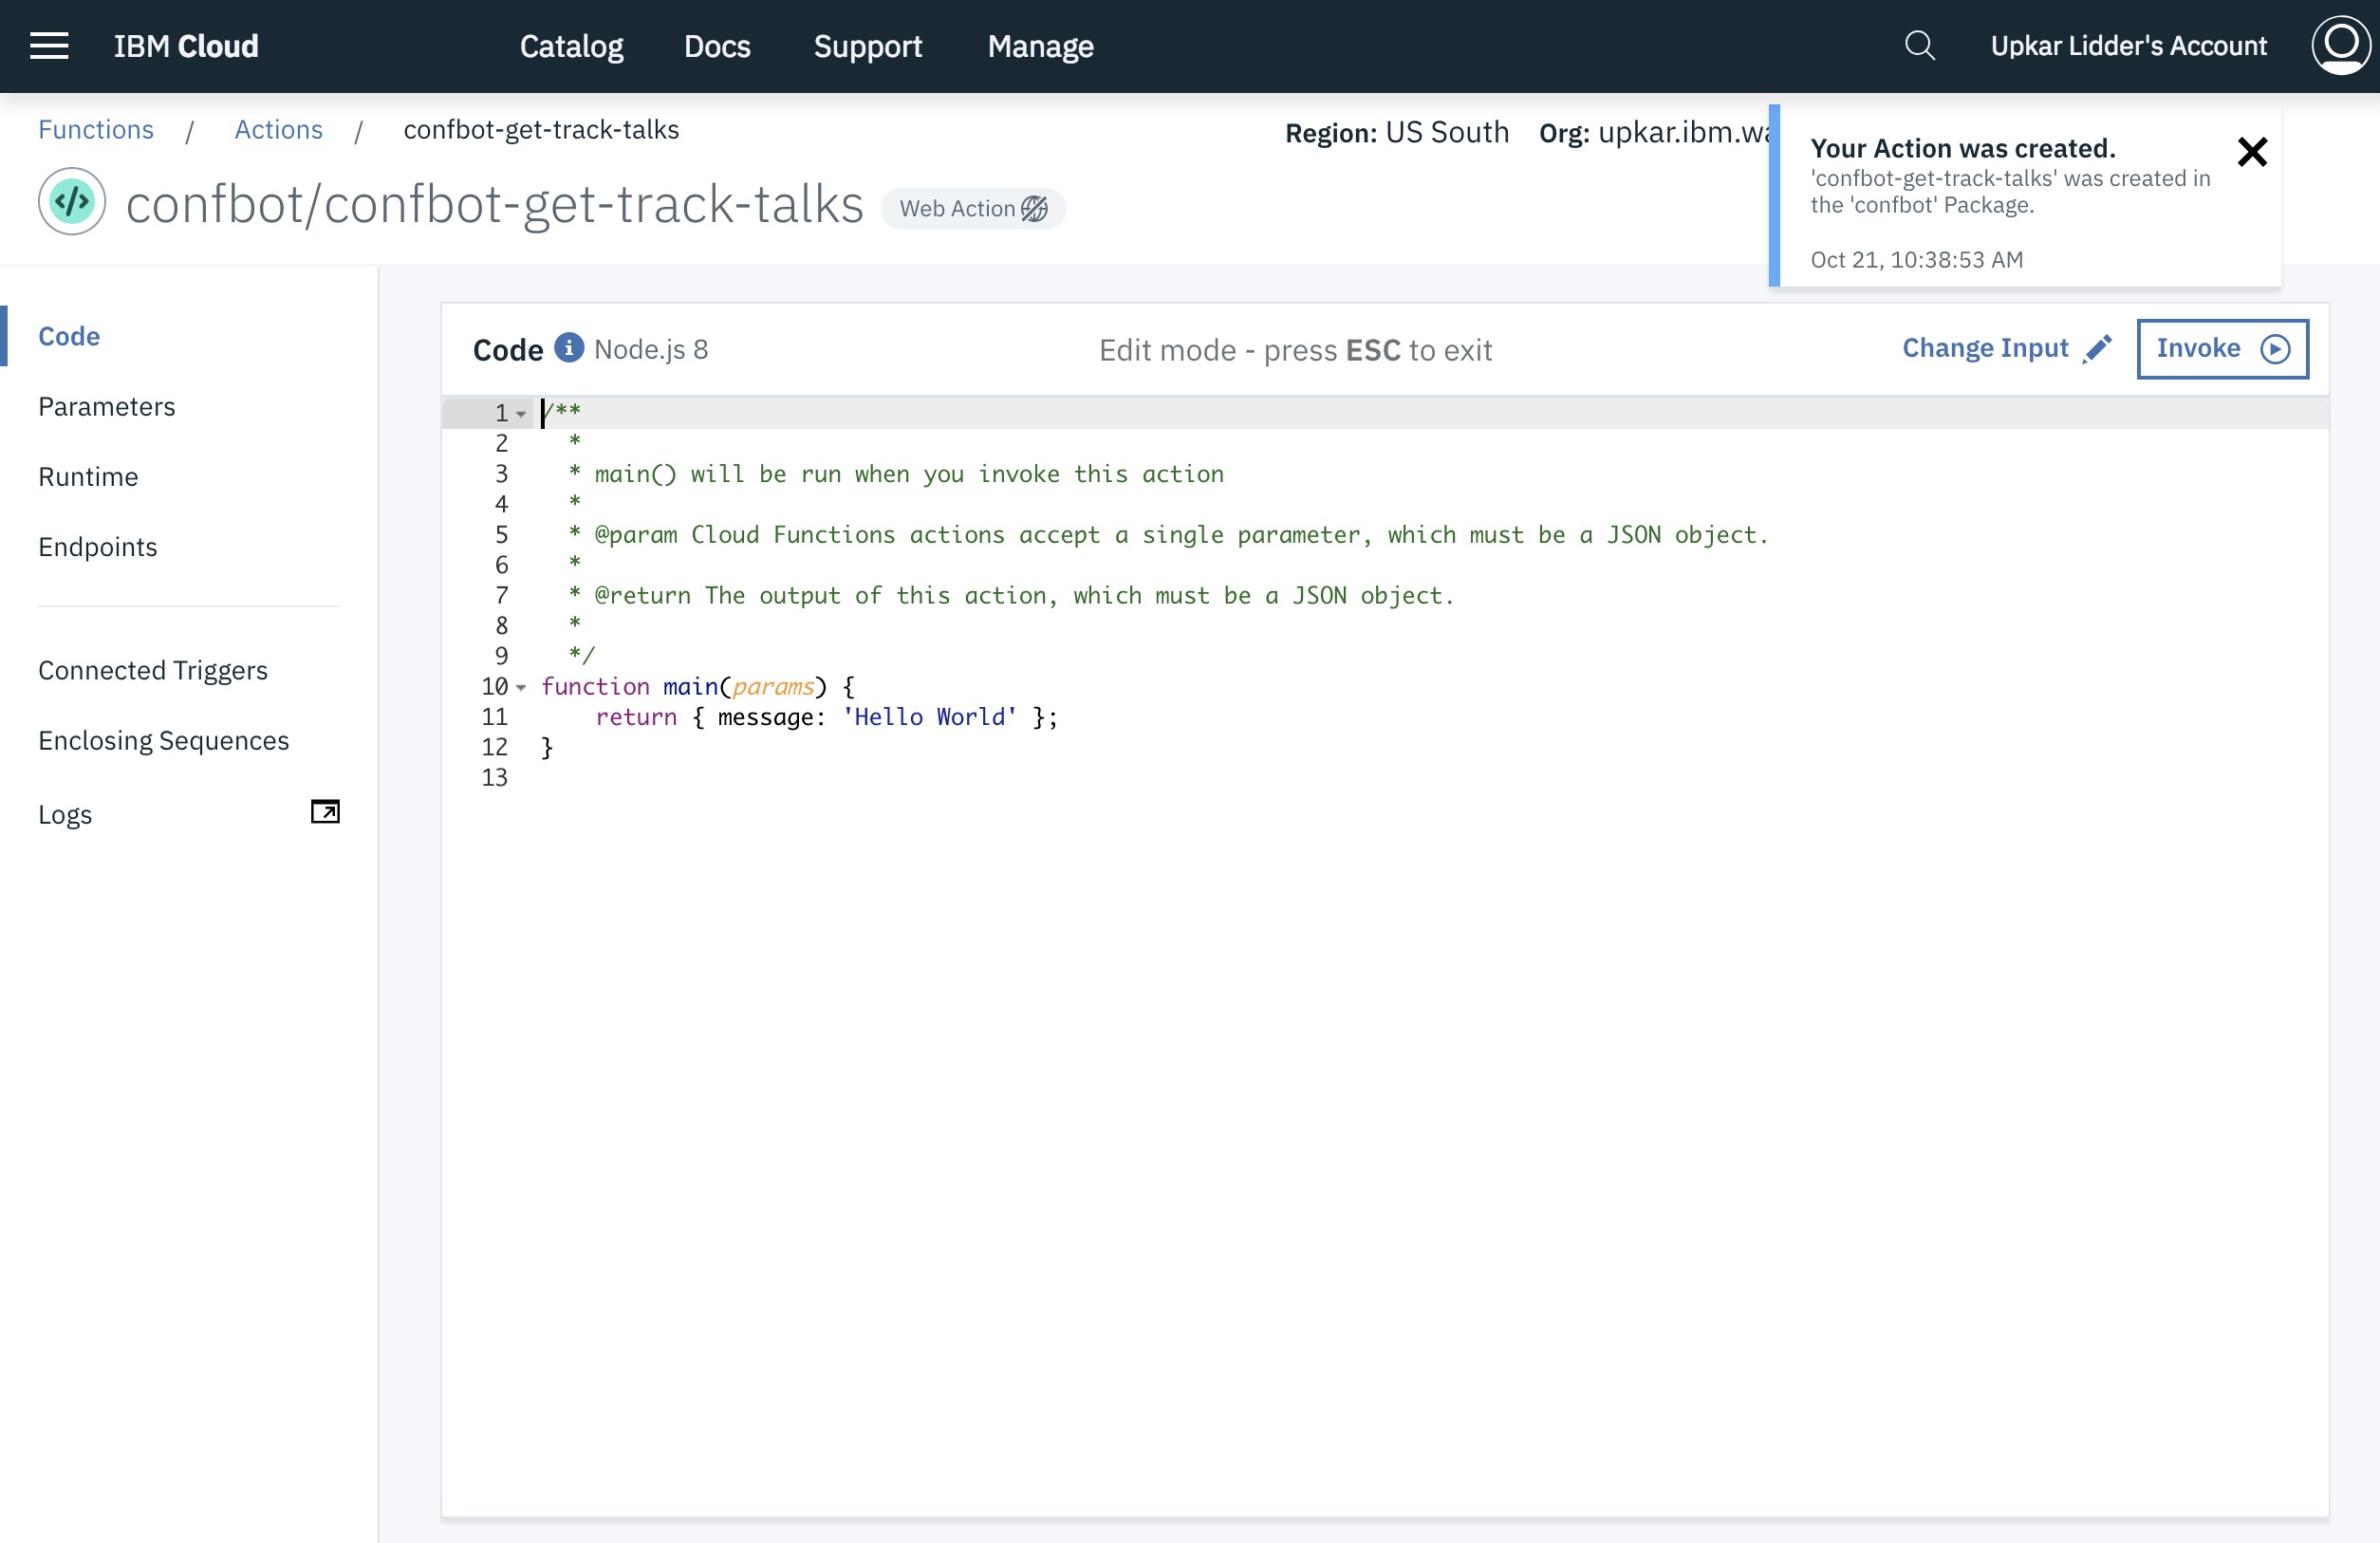 IBM Cloud Catalog Docs Support Manage Upkar Lidder's Account
Functions / Actions / confbot-get-track-talks
Region: US South Org: upkar.ibm.wa
confbot/confbot-get-track-talks Web Action
Your Action was created.
'confbot-get-track-talks' was created in
the 'confbot' Package.
Oct 21, 10:38:53 AM
Code
Parameters
Runtime
Endpoints
Connected Triggers
Enclosing Sequences
Logs
Code Node.js 8 Edit mode - press ESC to exit Change Input Invoke
1 /**
2 *
3 * main() will be run when you invoke this action
4 *
5 * @param Cloud Functions actions accept a single parameter, which must be a JSON object.
6 *
7 * @return The output of this action, which must be a JSON object.
8 *
9 */
10 function main(params) {
11 return { message: 'Hello World' };
12 }
13